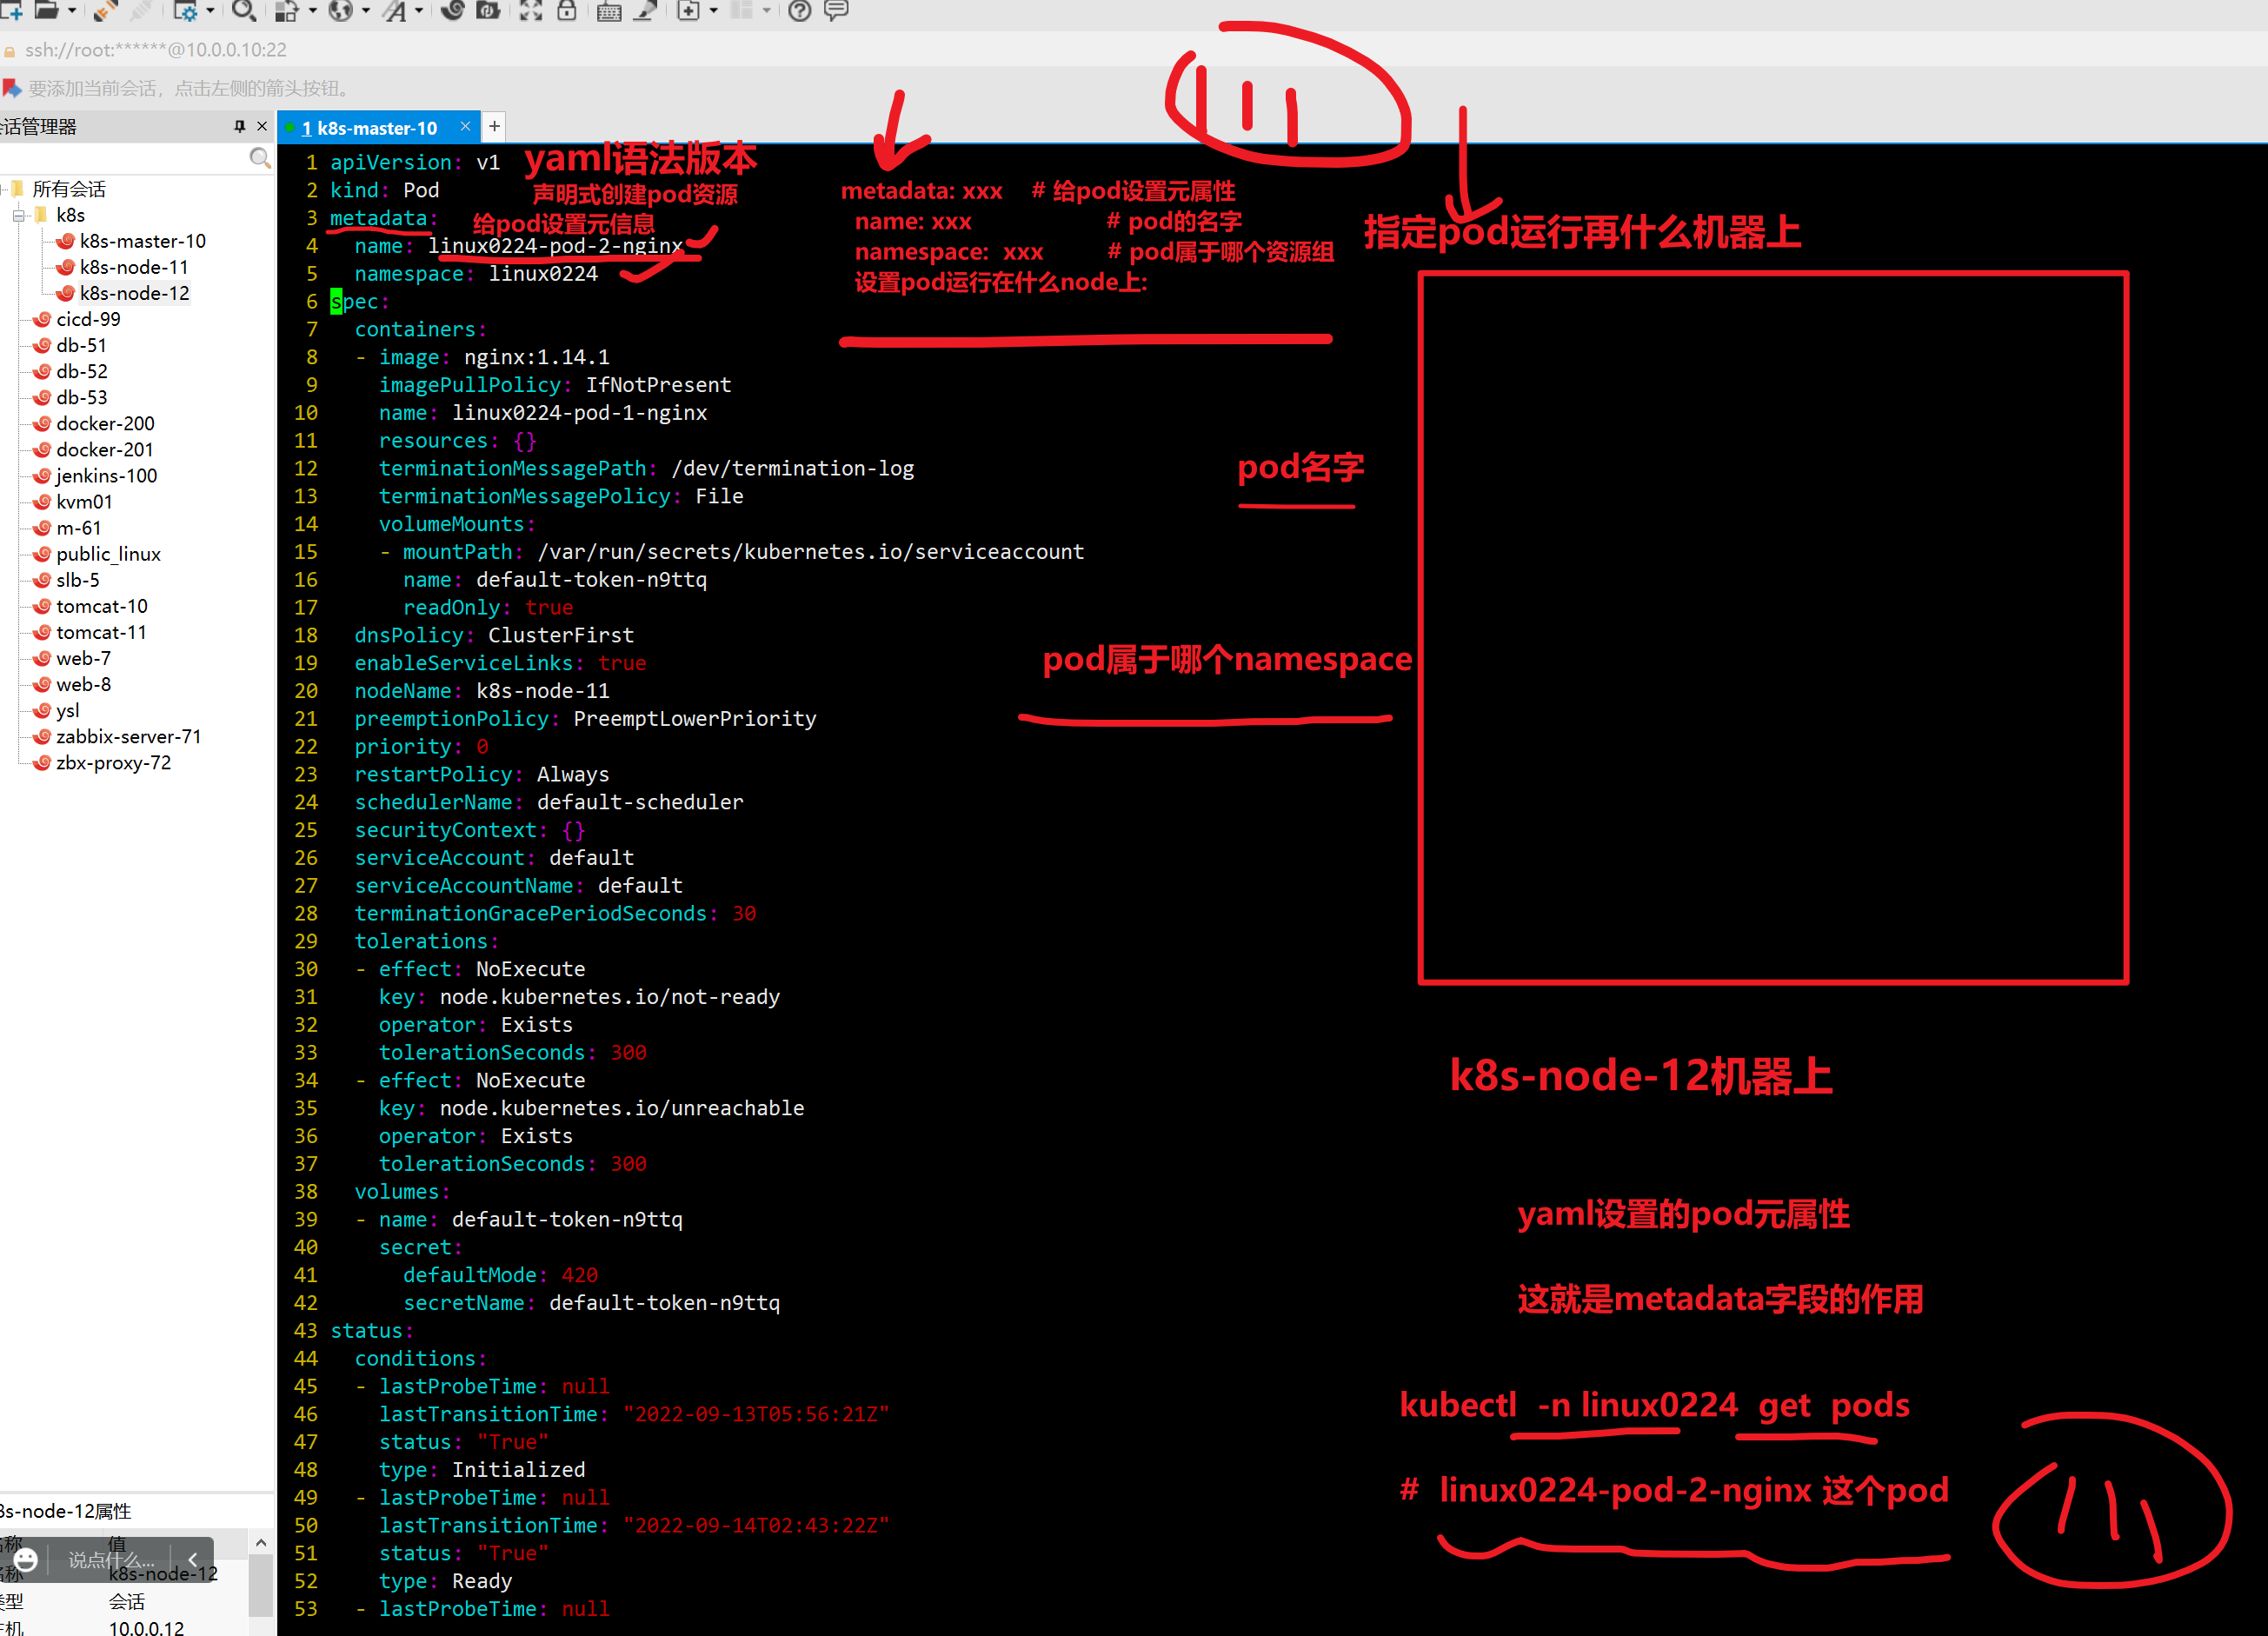 ssh://root:******@10.0.0.10:22
要添加当前会话，点击左侧的箭头按钮。
话管理器
1 k8s-master-10
所有会话
k8s
k8s-master-10
k8s-node-11
k8s-node-12
cicd-99
db-51
db-52
db-53
docker-200
docker-201
jenkins-100
kvm01
m-61
public_linux
slb-5
tomcat-10
tomcat-11
web-7
web-8
ysl
zabbix-server-71
zbx-proxy-72
8s-node-12属性
名称 值
名称 k8s-node-12
类型 会话
主机 10.0.0.12
说点什么...
1 apiVersion: v1
2 kind: Pod
3 metadata:
4 name: linux0224-pod-2-nginx
5 namespace: linux0224
6 spec:
7 containers:
8 - image: nginx:1.14.1
9 imagePullPolicy: IfNotPresent
10 name: linux0224-pod-1-nginx
11 resources: {}
12 terminationMessagePath: /dev/termination-log
13 terminationMessagePolicy: File
14 volumeMounts:
15 - mountPath: /var/run/secrets/kubernetes.io/serviceaccount
16 name: default-token-n9ttq
17 readOnly: true
18 dnsPolicy: ClusterFirst
19 enableServiceLinks: true
20 nodeName: k8s-node-11
21 preemptionPolicy: PreemptLowerPriority
22 priority: 0
23 restartPolicy: Always
24 schedulerName: default-scheduler
25 securityContext: {}
26 serviceAccount: default
27 serviceAccountName: default
28 terminationGracePeriodSeconds: 30
29 tolerations:
30 - effect: NoExecute
31 key: node.kubernetes.io/not-ready
32 operator: Exists
33 tolerationSeconds: 300
34 - effect: NoExecute
35 key: node.kubernetes.io/unreachable
36 operator: Exists
37 tolerationSeconds: 300
38 volumes:
39 - name: default-token-n9ttq
40 secret:
41 defaultMode: 420
42 secretName: default-token-n9ttq
43 status:
44 conditions:
45 - lastProbeTime: null
46 lastTransitionTime: "2022-09-13T05:56:21Z"
47 status: "True"
48 type: Initialized
49 - lastProbeTime: null
50 lastTransitionTime: "2022-09-14T02:43:22Z"
51 status: "True"
52 type: Ready
53 - lastProbeTime: null
yaml语法版本
声明式创建pod资源
给pod设置元信息
metadata: xxx # 给pod设置元属性
name: xxx # pod的名字
namespace: xxx # pod属于哪个资源组
设置pod运行在什么node上:
指定pod运行再什么机器上
pod名字
pod属于哪个namespace
k8s-node-12机器上
yaml设置的pod元属性
这就是metadata字段的作用
kubectl -n linux0224 get pods
# linux0224-pod-2-nginx 这个pod